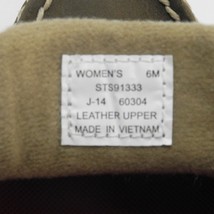 WOMEN'S 6M
STS91333
J-14 60304
LEATHER UPPER
MADE IN VIETNAM